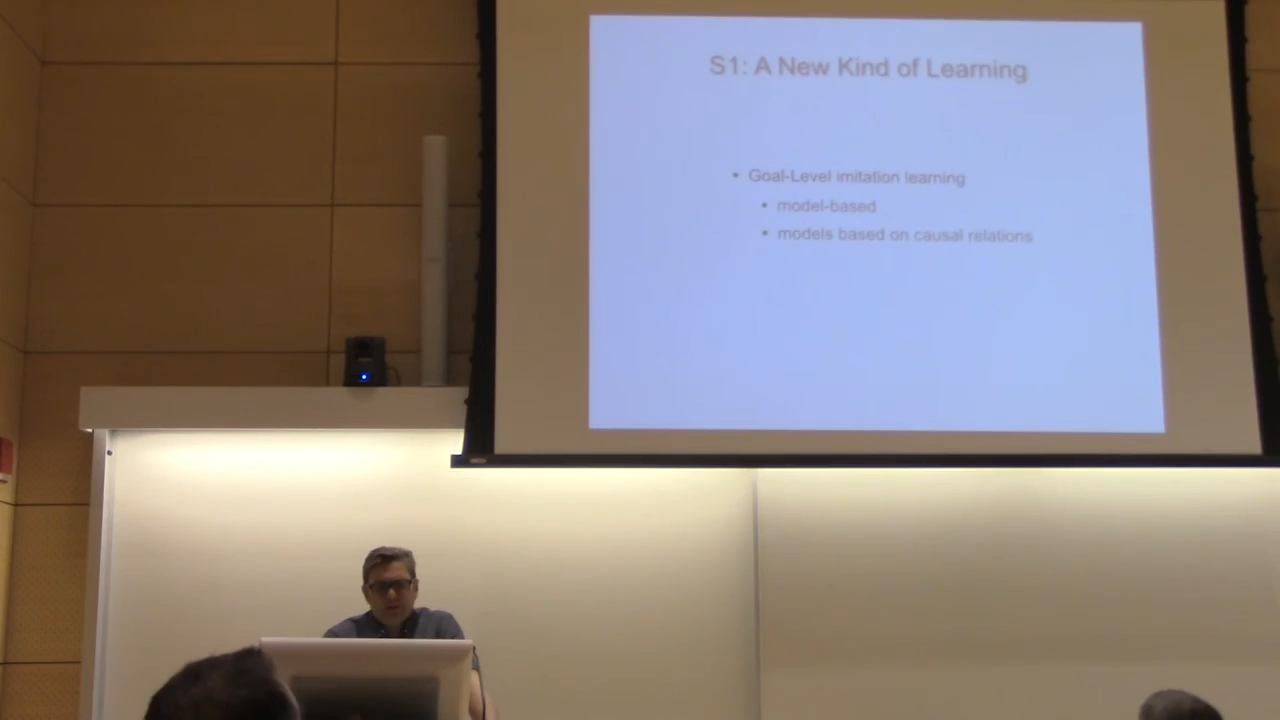 S1: A New Kind of Learning
• Goal-Level imitation learning
• model-based
• models based on causal relations